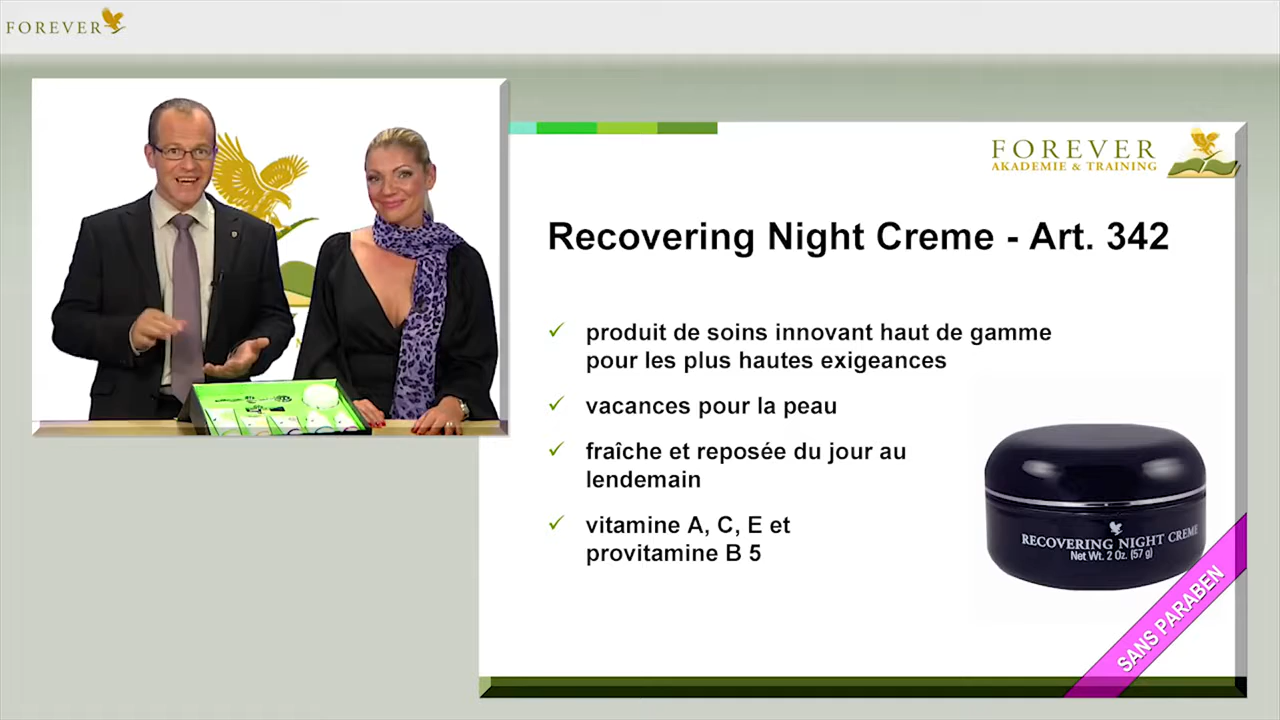 FOREVER
FOREVER
AKADEMIE & TRAINING
Recovering Night Creme - Art. 342
produit de soins innovant haut de gamme
pour les plus hautes exigeances
vacances pour la peau
fraîche et reposée du jour au
lendemain
vitamine A, C, E et
provitamine B 5
RECOVERING NIGHT CREME
Net Wt. 2 Oz. (57 g)
SANS PARABEN